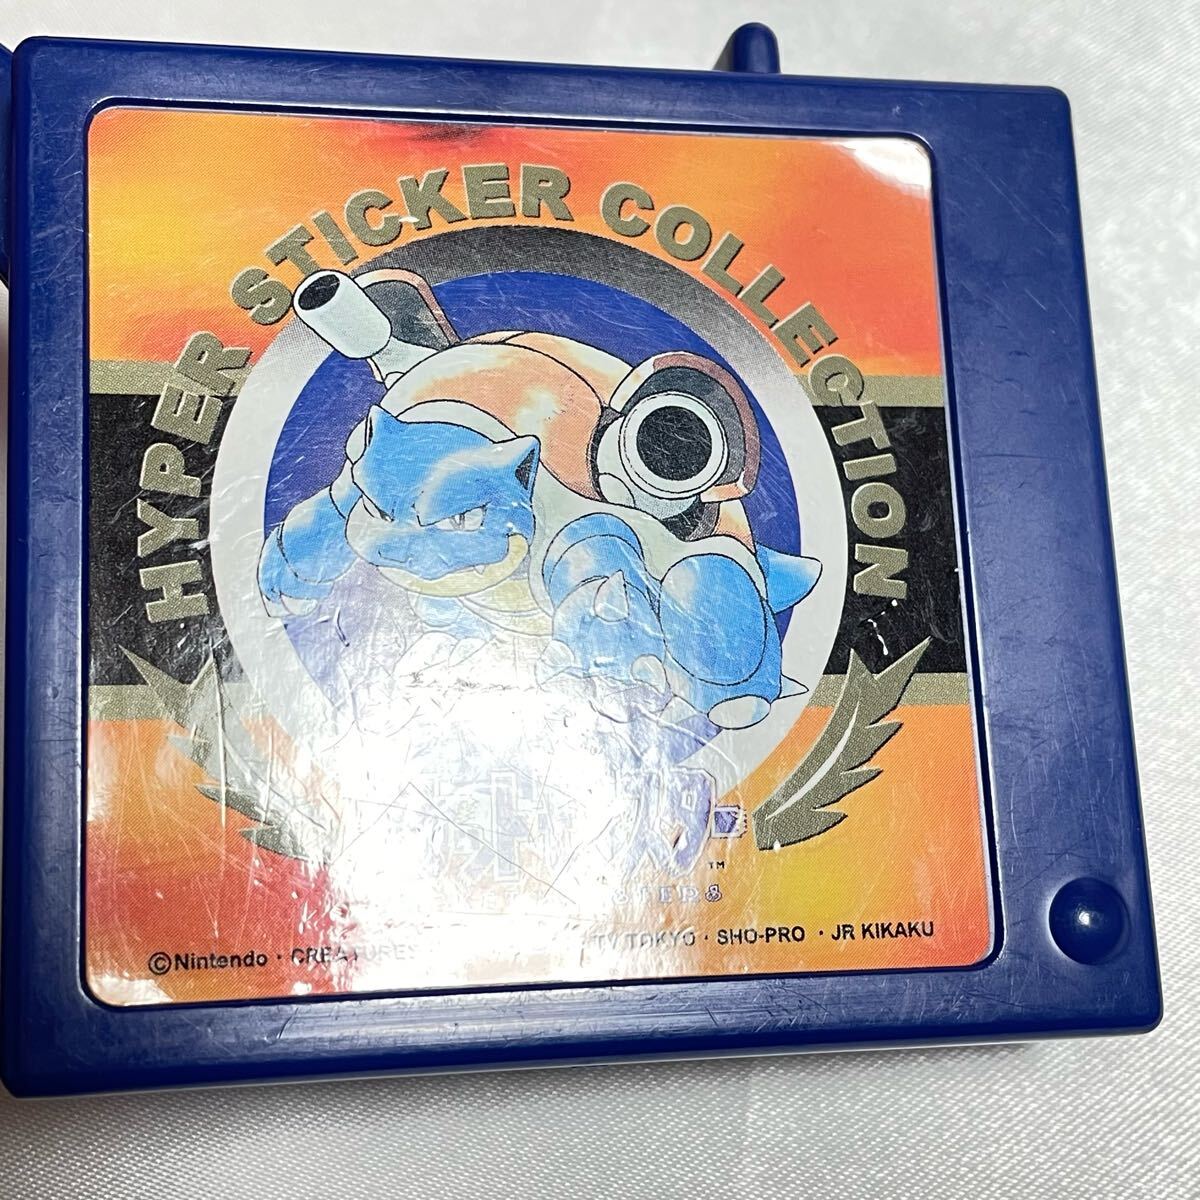 HYPER STICKER COLLECTION
TM
©Nintendo · CREATURES TV TOKYO · SHO-PRO · JR KIKAKU